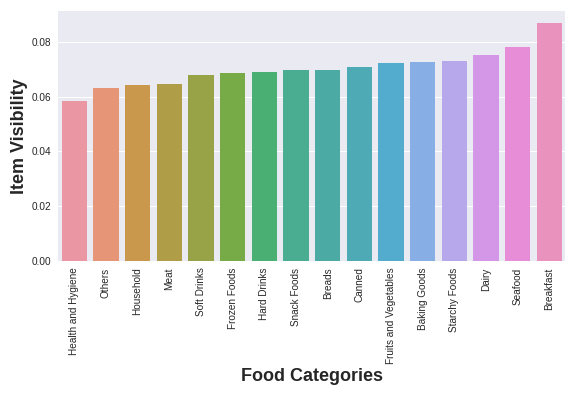 Item Visibility
0.08
0.06
0.04
0.02
0.00
Health and Hygiene
Others
Household
Meat
Soft Drinks
Frozen Foods
Hard Drinks
Snack Foods
Breads
Canned
Fruits and Vegetables
Baking Goods
Starchy Foods
Dairy
Seafood
Breakfast
Food Categories